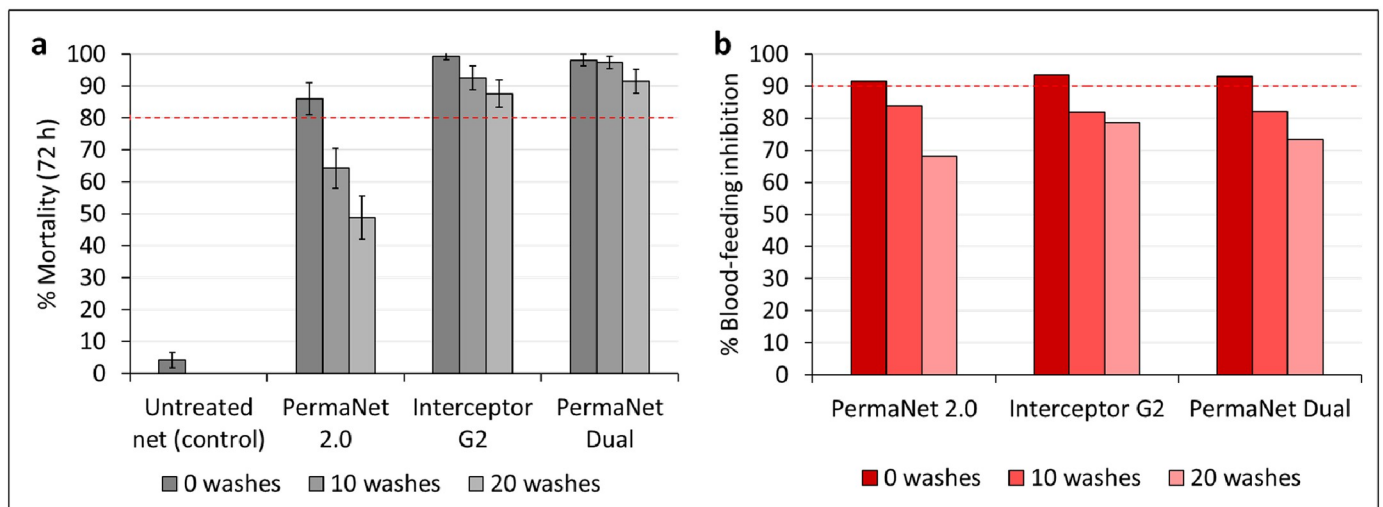 a
% Mortality (72 h)
100
90
80
70
60
50
40
30
20
10
0
Untreated
net (control)
PermaNet
2.0
Interceptor
G2
PermaNet
Dual
0 washes
10 washes
20 washes
b
% Blood-feeding inhibition
100
90
80
70
60
50
40
30
20
10
0
PermaNet 2.0
Interceptor G2
PermaNet Dual
0 washes
10 washes
20 washes